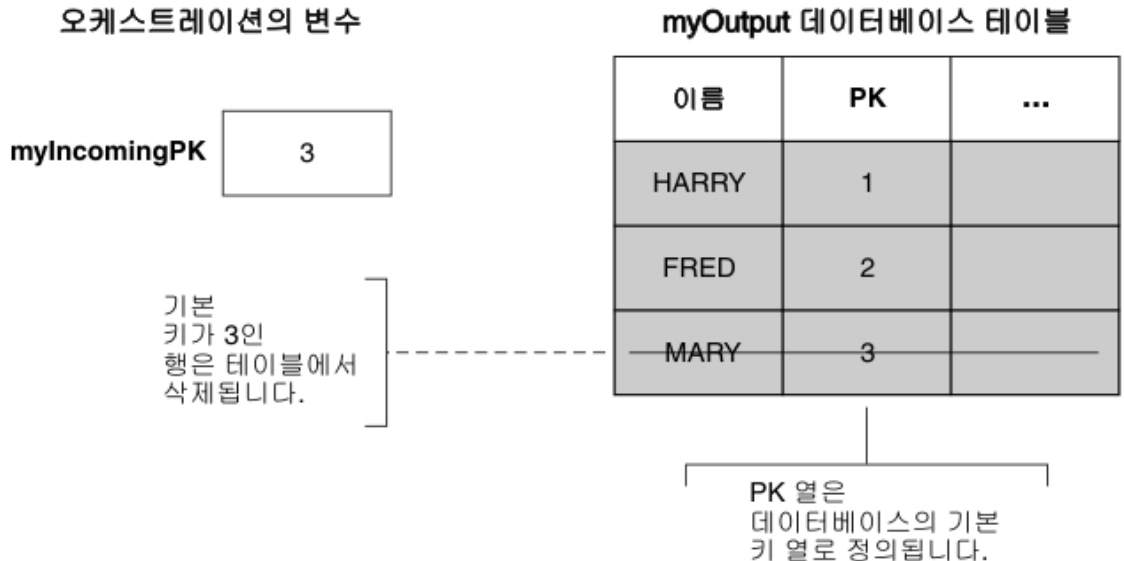 오케스트레이션의 변수
myOutput 데이터베이스 테이블
이름 PK ...
myIncomingPK 3
HARRY 1
FRED 2
MARY 3
기본
키가 3인
행은 테이블에서
삭제됩니다.
PK 열은
데이터베이스의 기본
키 열로 정의됩니다.